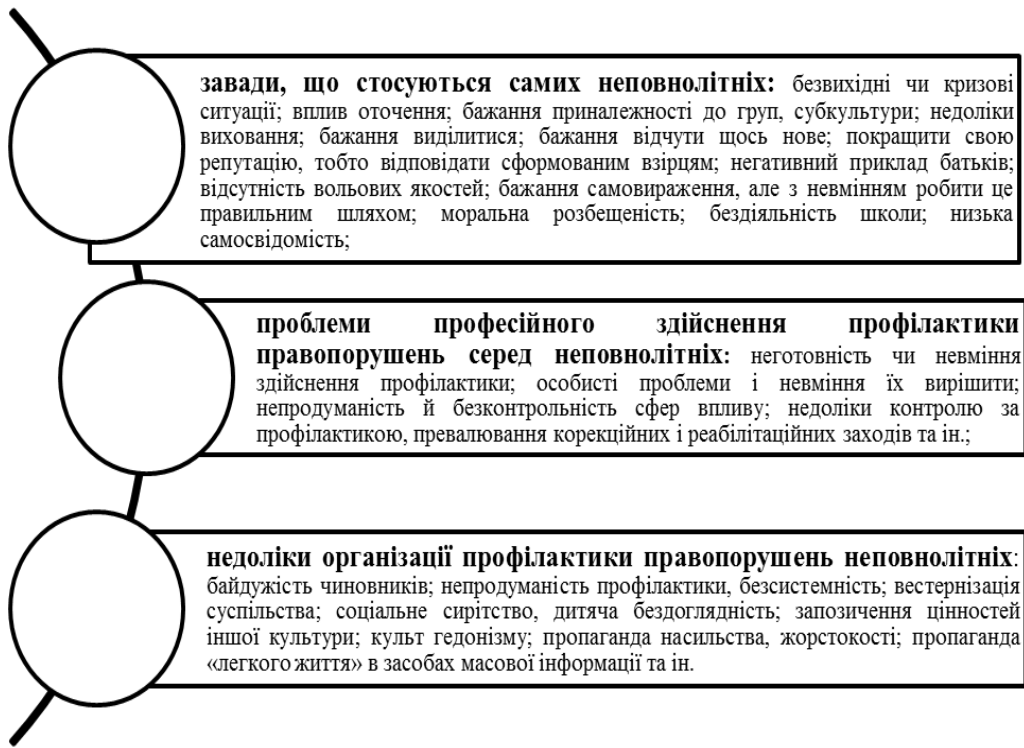 завади, що стосуються самих неповнолітніх: безвихідні чи кризові
ситуації; вплив оточення; бажання приналежності до груп, субкультури; недоліки
виховання; бажання виділитися; бажання відчути щось нове; покращити свою
репутацію, тобто відповідати сформованим взірцям; негативний приклад батьків;
відсутність вольових якостей; бажання самовираження, але з невмінням робити це
правильним шляхом; моральна розбещеність; бездіяльність школи; низька
самосвідомість;
проблеми професійного здійснення профілактики
правопорушень серед неповнолітніх: неготовність чи невміння
здійснення профілактики; особисті проблеми і невміння їх вирішити;
непродуманість й безконтрольність сфер впливу; недоліки контролю за
профілактикою, превалювання корекційних і реабілітаційних заходів та ін.;
недоліки організації профілактики правопорушень неповнолітніх:
байдужість чиновників; непродуманість профілактики, безсистемність; вестернізація
суспільства; соціальне сирітство, дитяча бездоглядність; запозичення цінностей
іншої культури; культ гедонізму; пропаганда насильства, жорстокості; пропаганда
«легкого життя» в засобах масової інформації та ін.